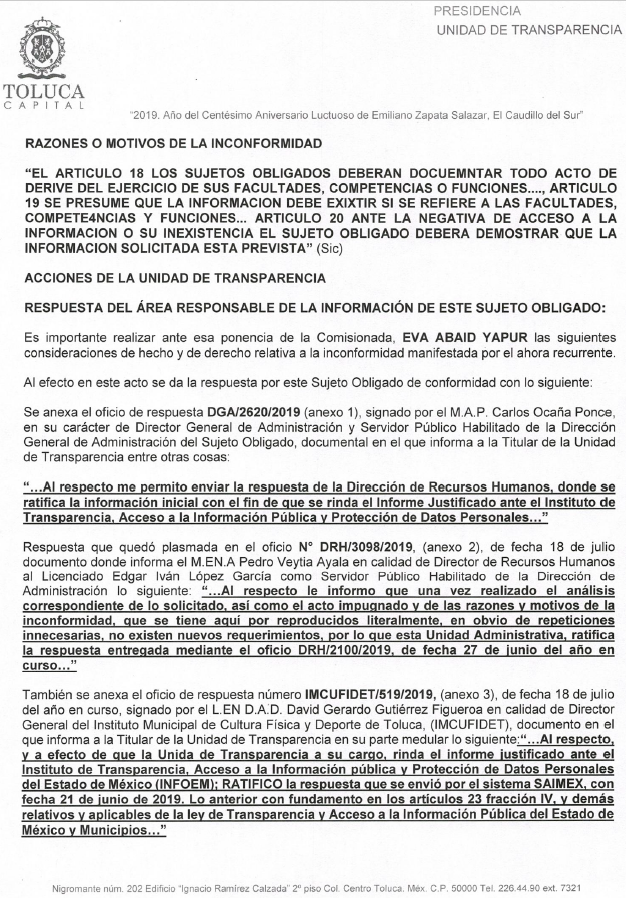 PRESIDENCIA
UNIDAD DE TRANSPARENCIA
TOLUCA
CAPITAL
“2019. Año del Centésimo Aniversario Luctuoso de Emiliano Zapata Salazar, El Caudillo del Sur”
RAZONES O MOTIVOS DE LA INCONFORMIDAD
“EL ARTICULO 18 LOS SUJETOS OBLIGADOS DEBERAN DOCUEMNTAR TODO ACTO DE
DERIVE DEL EJERCICIO DE SUS FACULTADES, COMPETENCIAS O FUNCIONES...., ARTICULO
19 SE PRESUME QUE LA INFORMACION DEBE EXIXTIR SI SE REFIERE A LAS FACULTADES,
COMPETE4NCIAS Y FUNCIONES... ARTICULO 20 ANTE LA NEGATIVA DE ACCESO A LA
INFORMACION O SU INEXISTENCIA EL SUJETO OBLIGADO DEBERA DEMOSTRAR QUE LA
INFORMACION SOLICITADA ESTA PREVISTA” (Sic)
ACCIONES DE LA UNIDAD DE TRANSPARENCIA
RESPUESTA DEL ÁREA RESPONSABLE DE LA INFORMACIÓN DE ESTE SUJETO OBLIGADO:
Es importante realizar ante esa ponencia de la Comisionada, EVA ABAID YAPUR las siguientes
consideraciones de hecho y de derecho relativa a la inconformidad manifestada por el ahora recurrente.
Al efecto en este acto se da la respuesta por este Sujeto Obligado de conformidad con lo siguiente:
Se anexa el oficio de respuesta DGA/2620/2019 (anexo 1), signado por el M.A.P. Carlos Ocaña Ponce,
en su carácter de Director General de Administración y Servidor Público Habilitado de la Dirección
General de Administración del Sujeto Obligado, documental en el que informa a la Titular de la Unidad
de Transparencia entre otras cosas:
“…Al respecto me permito enviar la respuesta de la Dirección de Recursos Humanos, donde se
ratifica la información inicial con el fin de que se rinda el Informe Justificado ante el Instituto de
Transparencia, Acceso a la Información Pública y Protección de Datos Personales…”
Respuesta que quedó plasmada en el oficio N° DRH/3098/2019, (anexo 2), de fecha 18 de julio
documento donde informa el M.EN.A Pedro Veytia Ayala en calidad de Director de Recursos Humanos
al Licenciado Edgar Iván López García como Servidor Público Habilitado de la Dirección de
Administración lo siguiente: “…Al respecto le informo que una vez realizado el análisis
correspondiente de lo solicitado, así como el acto impugnado y de las razones y motivos de la
inconformidad, que se tiene aquí por reproducidos literalmente, en obvio de repeticiones
innecesarias, no existen nuevos requerimientos, por lo que esta Unidad Administrativa, ratifica
la respuesta entregada mediante el oficio DRH/2100/2019, de fecha 27 de junio del año en
curso…”
También se anexa el oficio de respuesta número IMCUFIDET/519/2019, (anexo 3), de fecha 18 de julio
del año en curso, signado por el L.EN D.A.D. David Gerardo Gutiérrez Figueroa en calidad de Director
General del Instituto Municipal de Cultura Física y Deporte de Toluca, (IMCUFIDET), documento en el
que informa a la Titular de la Unidad de Transparencia en su parte medular lo siguiente:“…Al respecto,
y a efecto de que la Unida de Transparencia a su cargo, rinda el informe justificado ante el
Instituto de Transparencia, Acceso a la Información pública y Protección de Datos Personales
del Estado de México (INFOEM); RATIFICO la respuesta que se envió por el sistema SAIMEX, con
fecha 21 de junio de 2019. Lo anterior con fundamento en los artículos 23 fracción IV, y demás
relativos y aplicables de la ley de Transparencia y Acceso a la Información Pública del Estado de
México y Municipios…”
Nigromante núm. 202 Edificio “Ignacio Ramírez Calzada” 2º piso Col. Centro Toluca. Méx. C.P. 50000 Tel. 226.44.90 ext. 7321